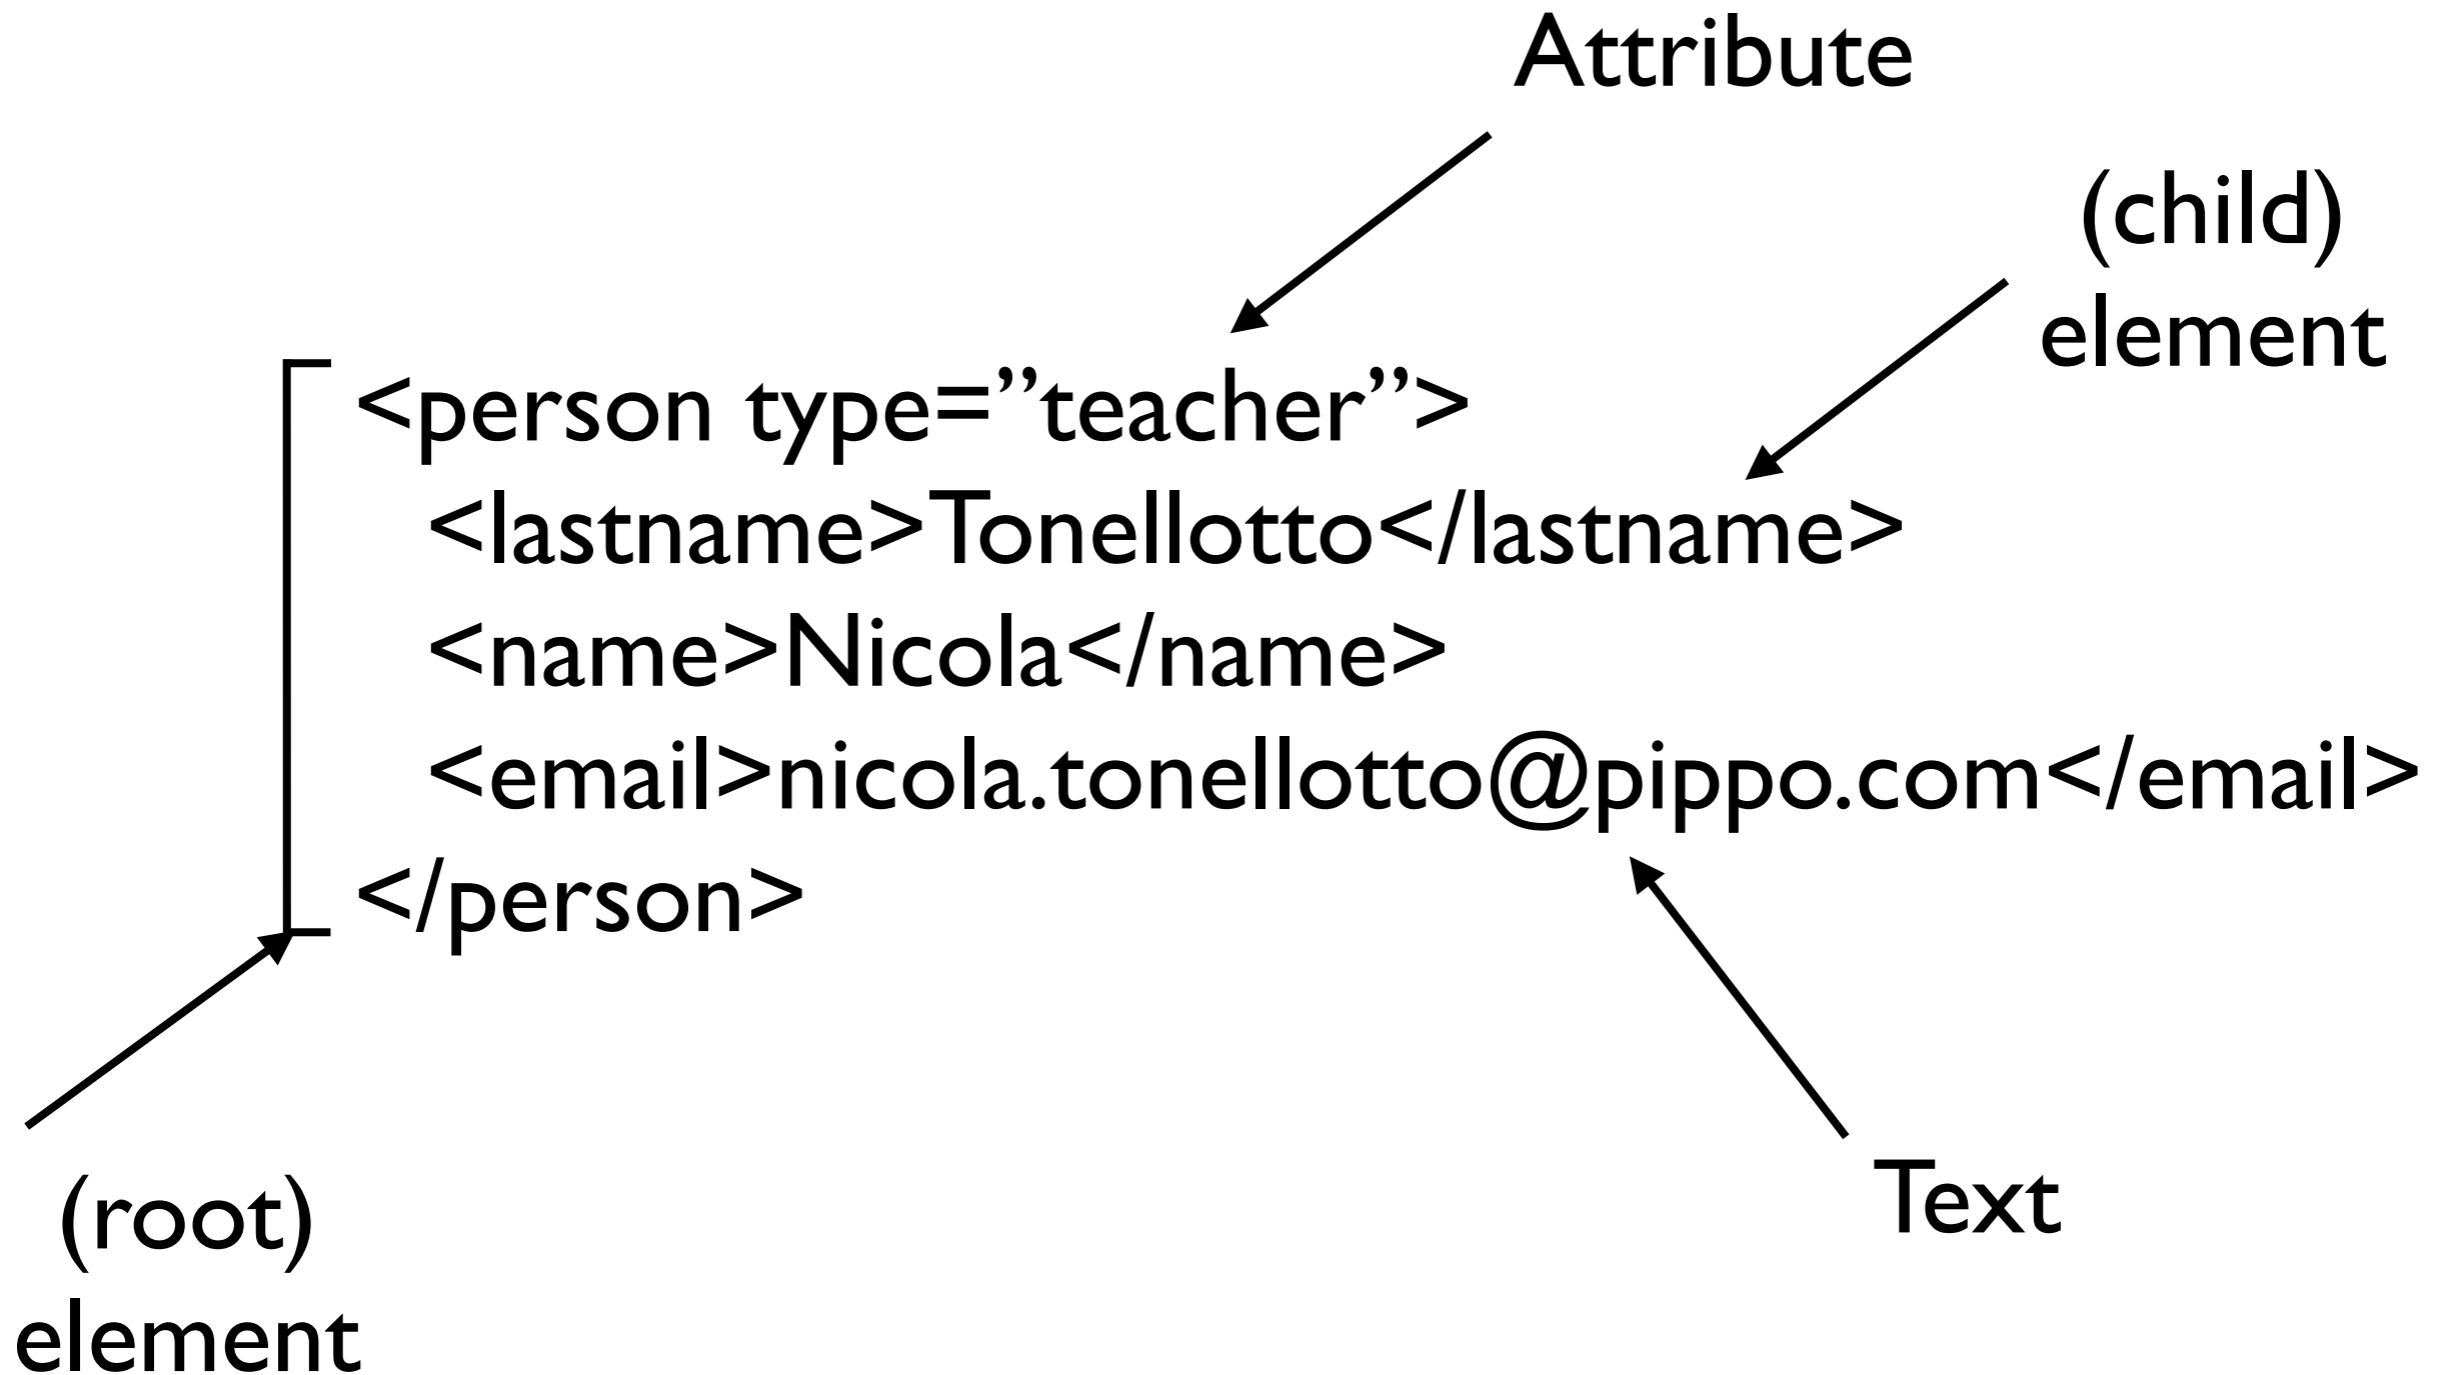 Attribute
(child)
element
<person type=”teacher”>
<lastname>Tonellotto</lastname>
<name>Nicola</name>
<email>nicola.tonellotto@pippo.com</email>
</person>
(root)
element
Text